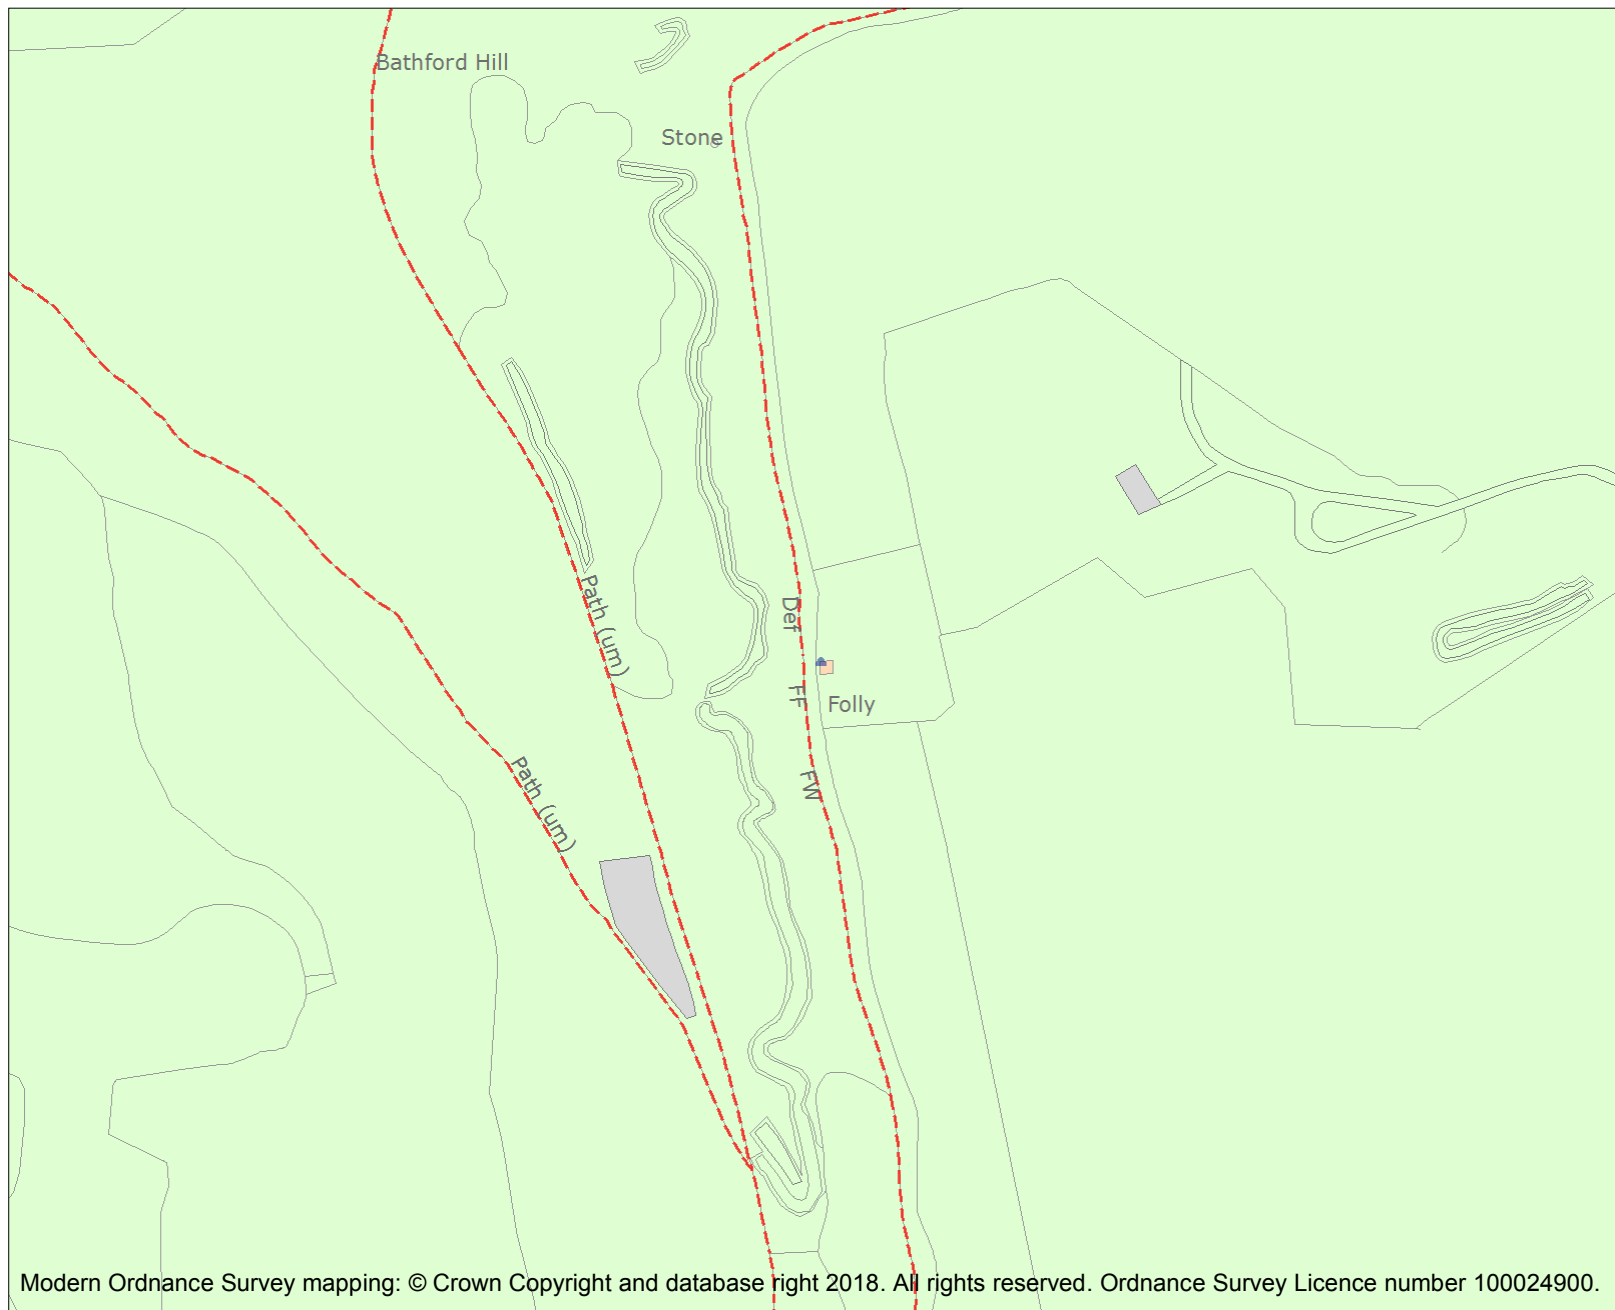 Bathford Hill
Stone
Path (um)
Def
FF
Folly
Path (um)
FW
Modern Ordnance Survey mapping: © Crown Copyright and database right 2018. All rights reserved. Ordnance Survey Licence number 100024900.